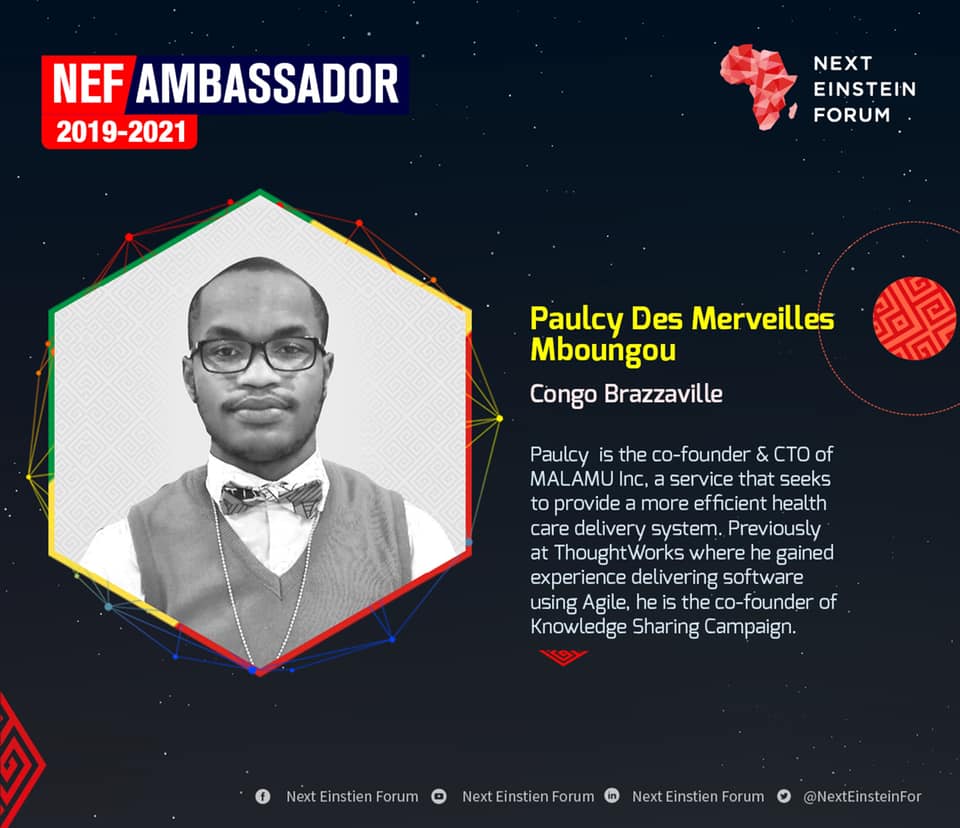 NEF AMBASSADOR
2019-2021
NEXT
EINSTEIN
FORUM
Paulcy Des Merveilles
Mboungou
Congo Brazzaville
Paulcy is the co-founder & CTO of
MALAMU Inc, a service that seeks
to provide a more efficient health
care delivery system. Previously
at ThoughtWorks where he gained
experience delivering software
using Agile, he is the co-founder of
Knowledge Sharing Campaign.
Next Einstien Forum Next Einstien Forum Next Einstien Forum @NextEinsteinFor